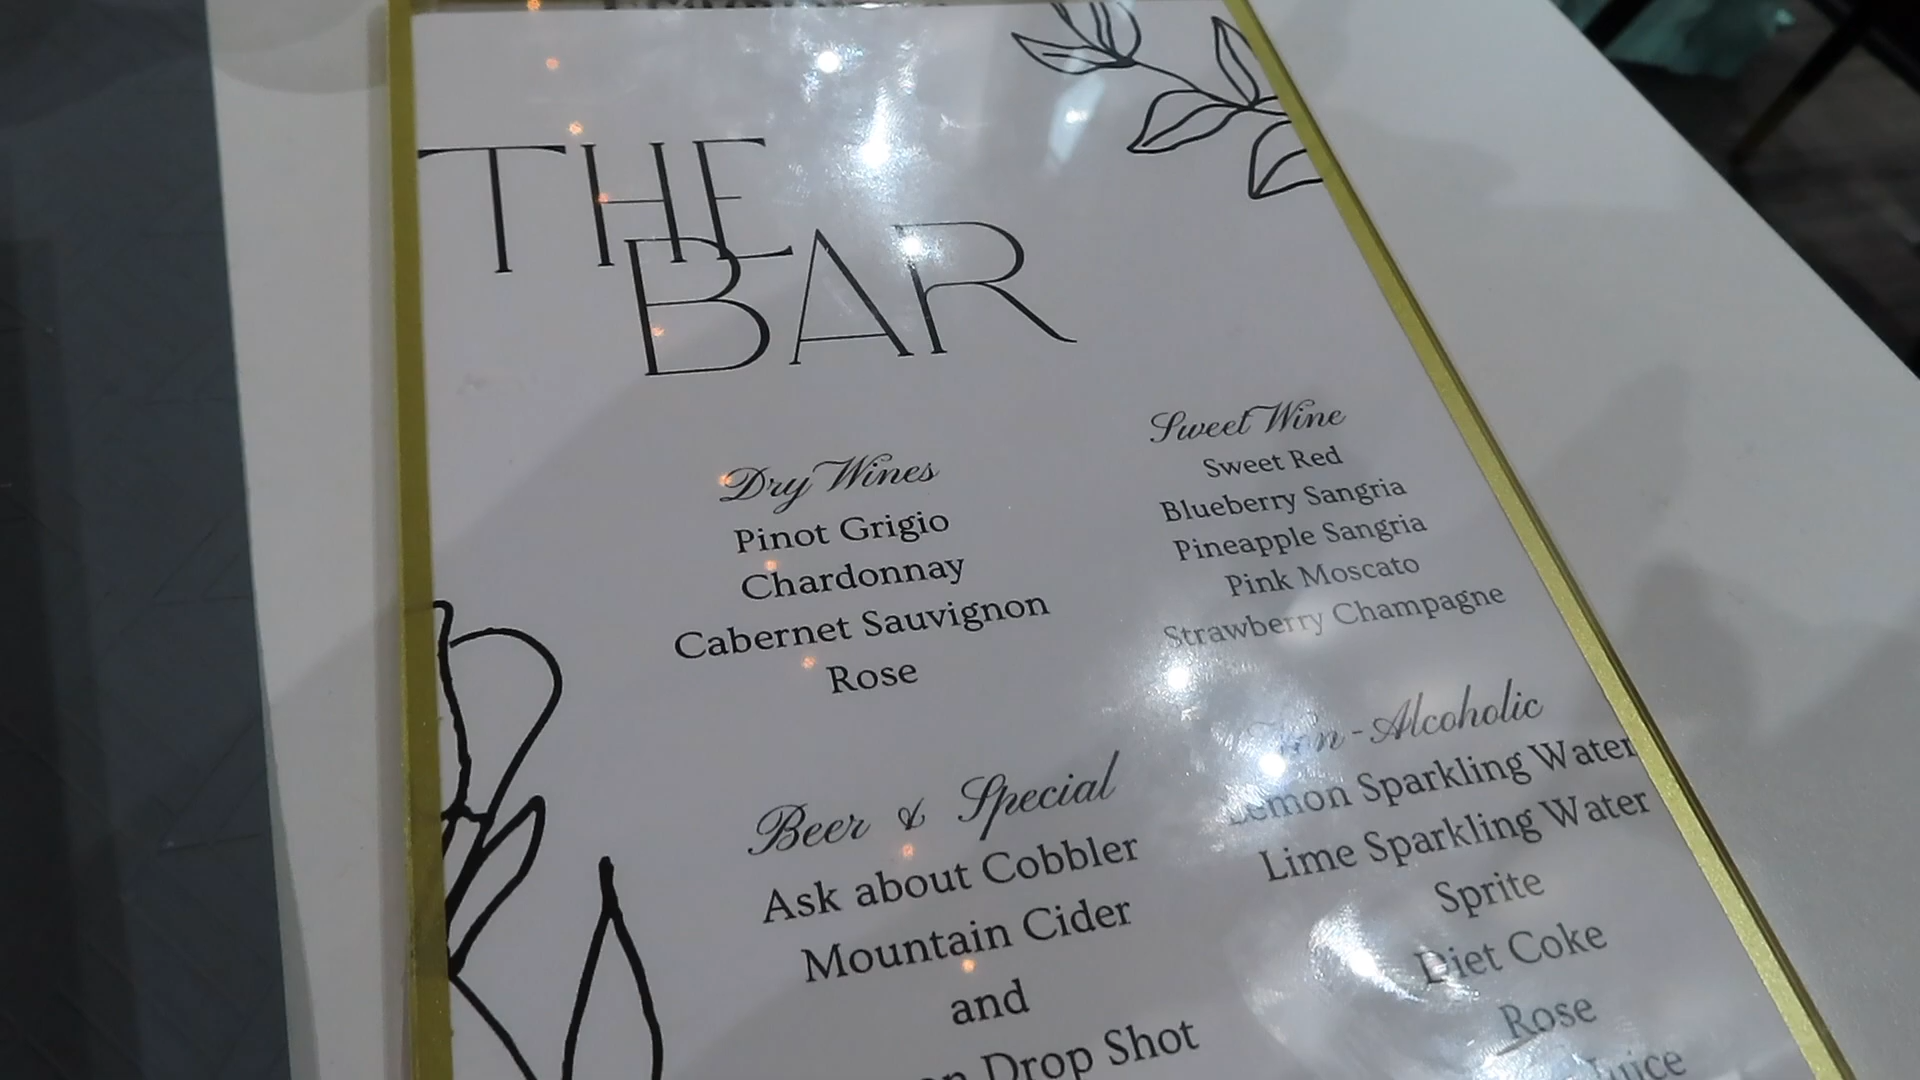 THE
BAR
Dry Wines
Pinot Grigio
Chardonnay
Cabernet Sauvignon
Rose
Sweet Wine
Sweet Red
Blueberry Sangria
Pineapple Sangria
Pink Moscato
Strawberry Champagne
Beer & Special
Ask about Cobbler
Mountain Cider
and
Drop Shot
Non-Alcoholic
Lemon Sparkling Water
Lime Sparkling Water
Sprite
Diet Coke
Rose
Juice